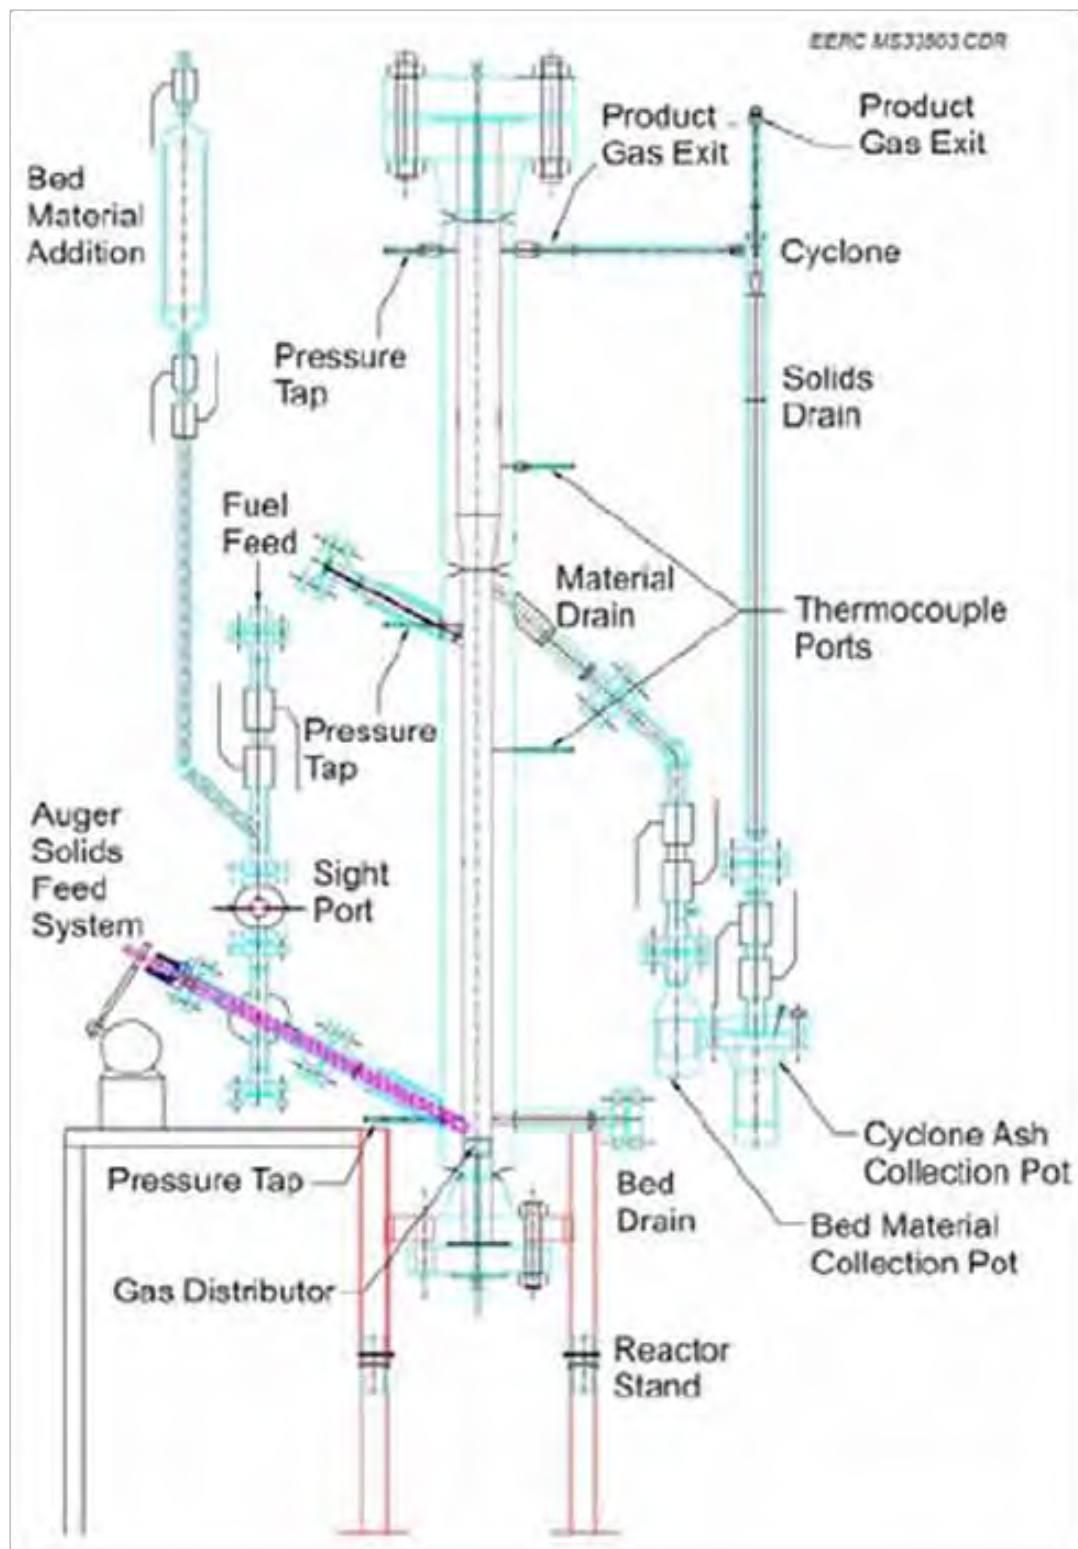 EERC MS33803.CDR
Product
Gas Exit
Product
Gas Exit
Bed
Material
Addition
Cyclone
Pressure
Tap
Solids
Drain
Fuel
Feed
Material
Drain
Thermocouple
Ports
Pressure
Tap
Auger
Solids
Feed
System
Sight
Port
Cyclone Ash
Collection Pot
Pressure Tap
Bed
Drain
Bed Material
Collection Pot
Gas Distributor
Reactor
Stand